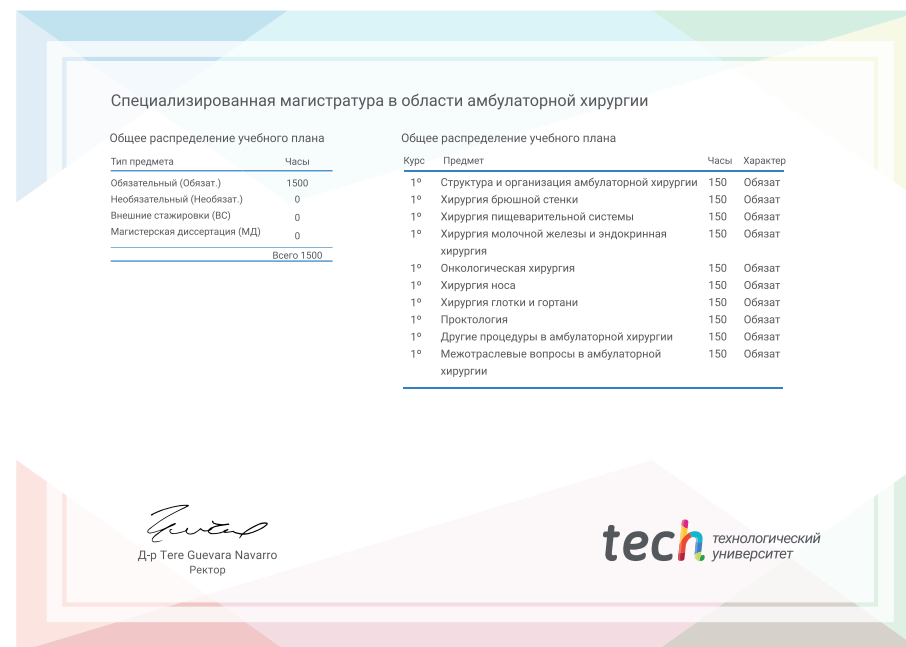 Специализированная магистратура в области амбулаторной хирургии
Общее распределение учебного плана
Тип предмета Часы
Обязательный (Обязат.) 1500
Необязательный (Необязат.) 0
Внешние стажировки (ВС) 0
Магистерская диссертация (МД) 0
Всего 1500
Общее распределение учебного плана
Курс Предмет Часы Характер
1º Структура и организация амбулаторной хирургии 150 Обязат
1º Хирургия брюшной стенки 150 Обязат
1º Хирургия пищеварительной системы 150 Обязат
1º Хирургия молочной железы и эндокринная 150 Обязат
хирургия
1º Онкологическая хирургия 150 Обязат
1º Хирургия носа 150 Обязат
1º Хирургия глотки и гортани 150 Обязат
1º Проктология 150 Обязат
1º Другие процедуры в амбулаторной хирургии 150 Обязат
1º Межотраслевые вопросы в амбулаторной 150 Обязат
хирургии
Д-р Tere Guevara Navarro
Ректор
tech технологический
университет